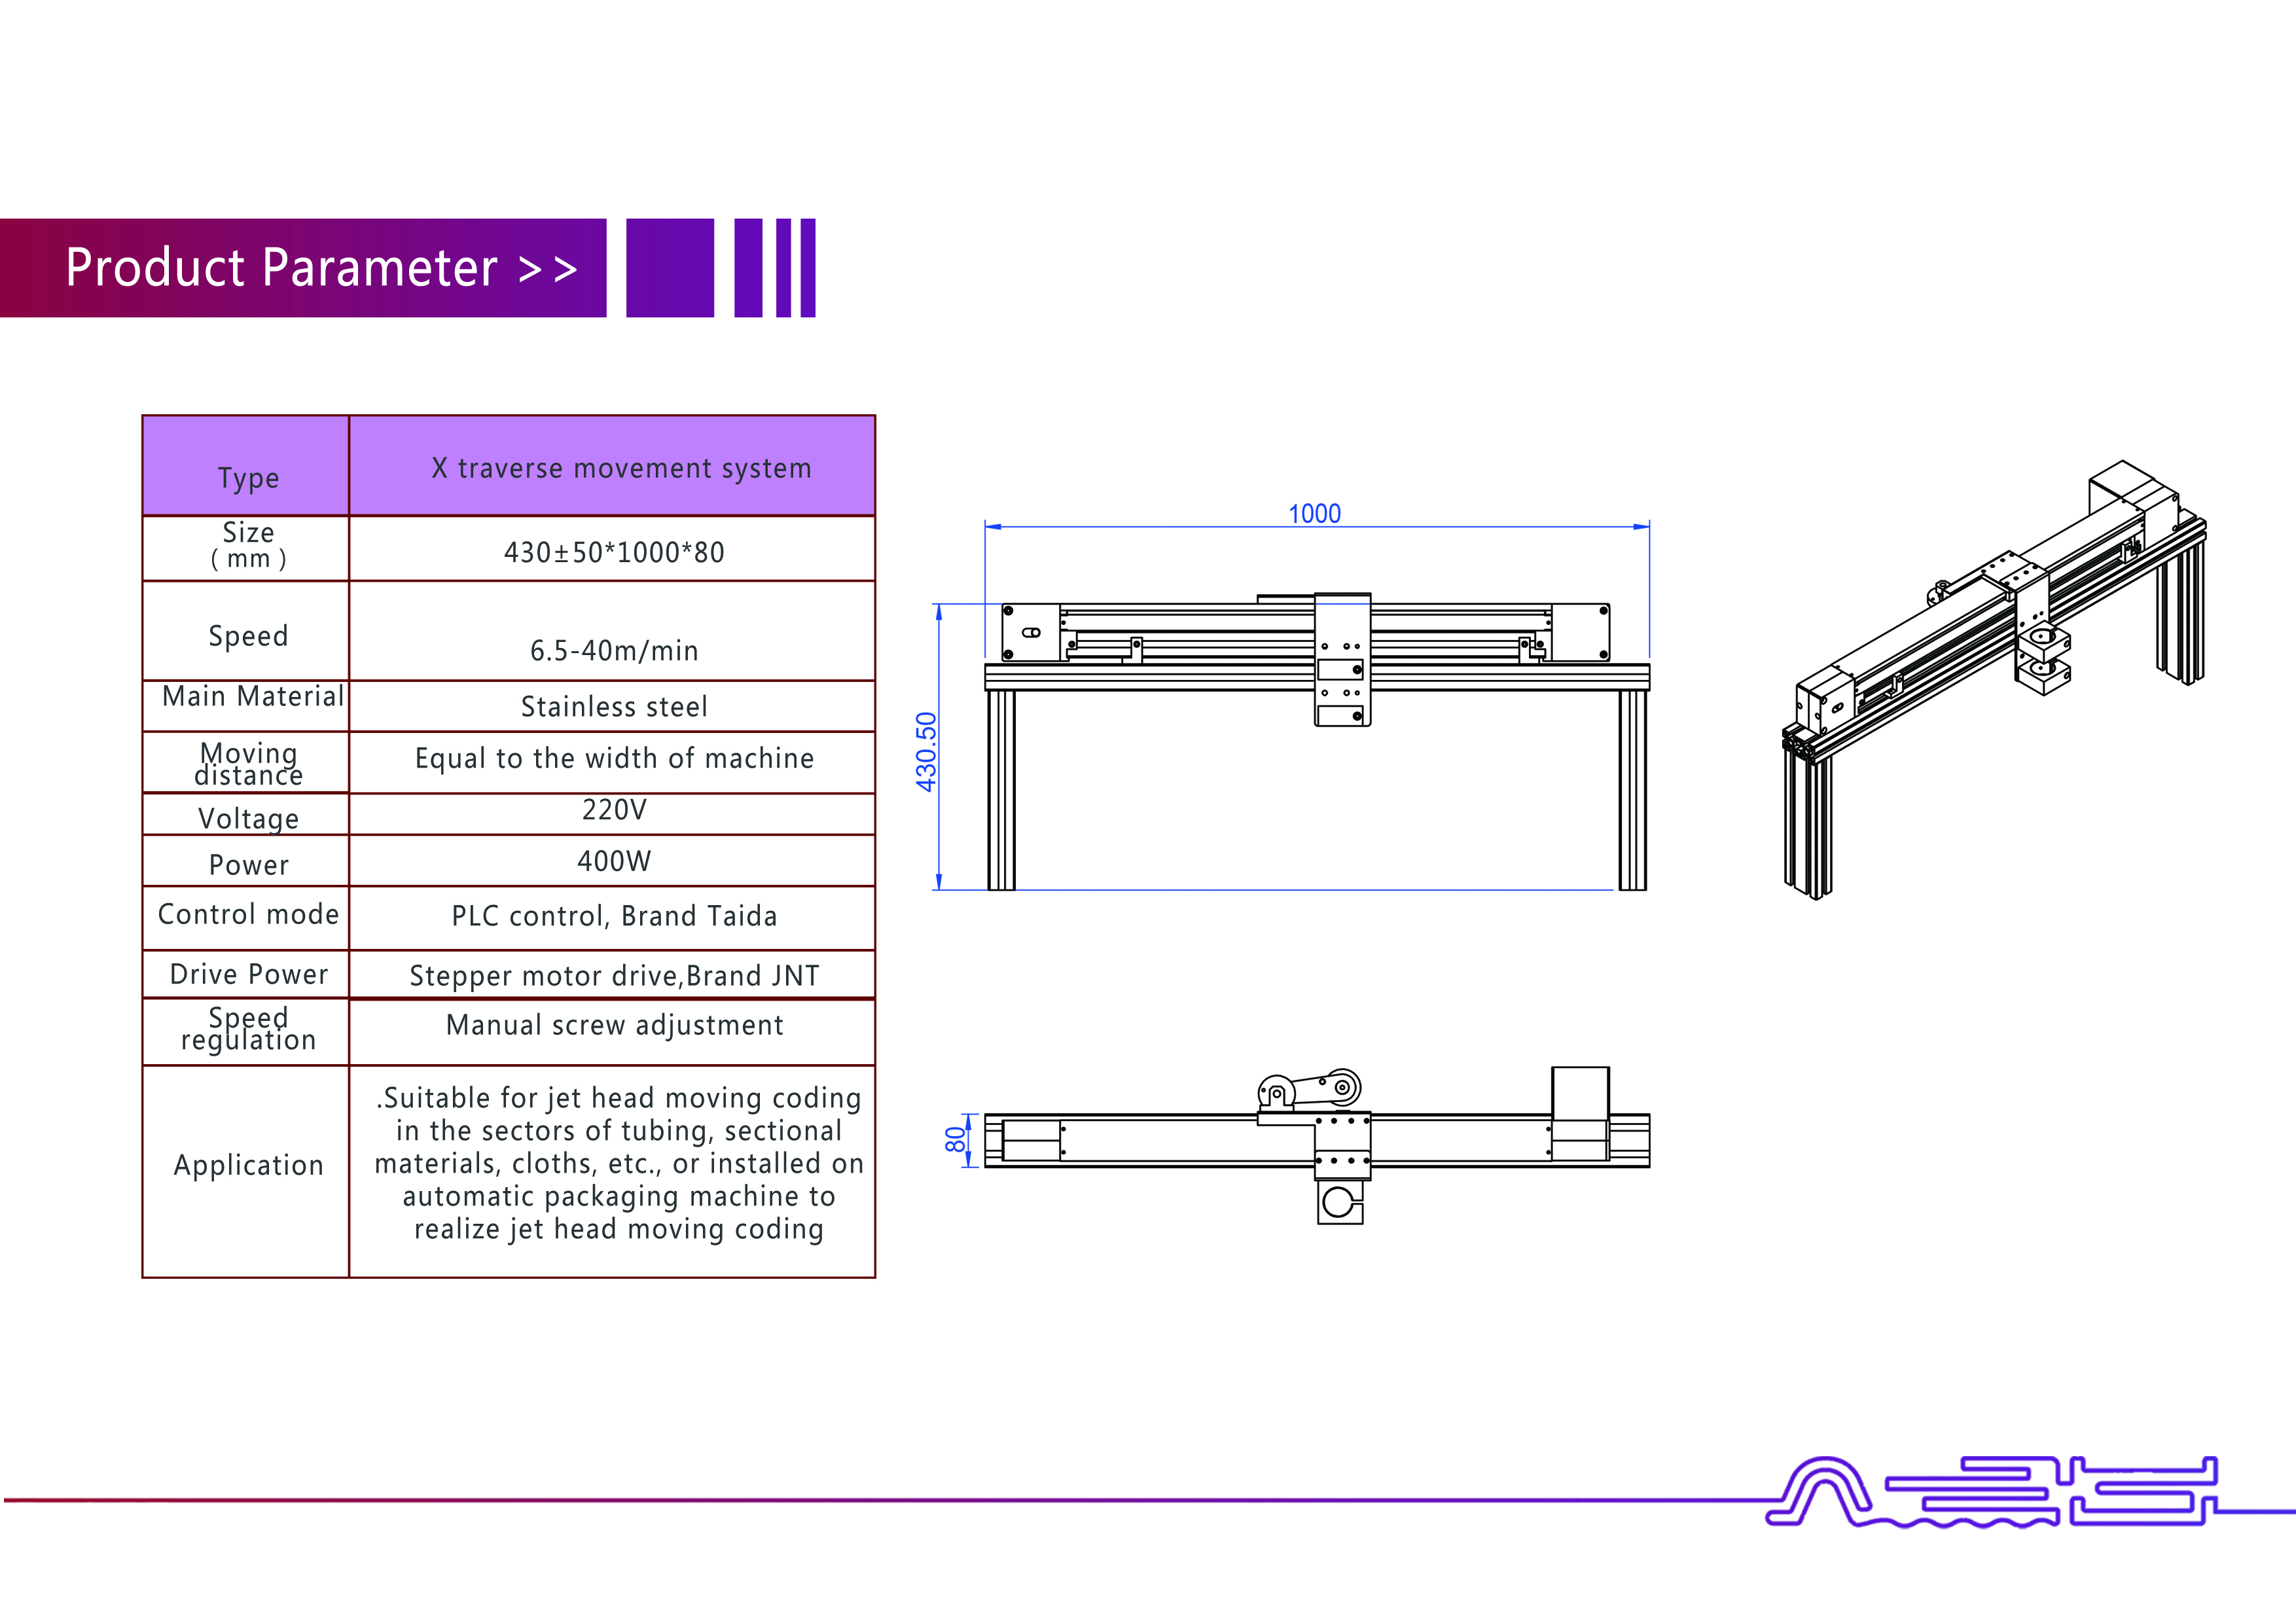 Product Parameter >>
Type
X traverse movement system
Size
( mm )
430±50*1000*80
Speed
6.5-40m/min
Main Material
Stainless steel
Moving
distance
Equal to the width of machine
Voltage
220V
Power
400W
Control mode
PLC control, Brand Taida
Drive Power
Stepper motor drive,Brand JNT
Speed
regulation
Manual screw adjustment
Application
.Suitable for jet head moving coding
in the sectors of tubing, sectional
materials, cloths, etc., or installed on
automatic packaging machine to
realize jet head moving coding
1000
430.50
80